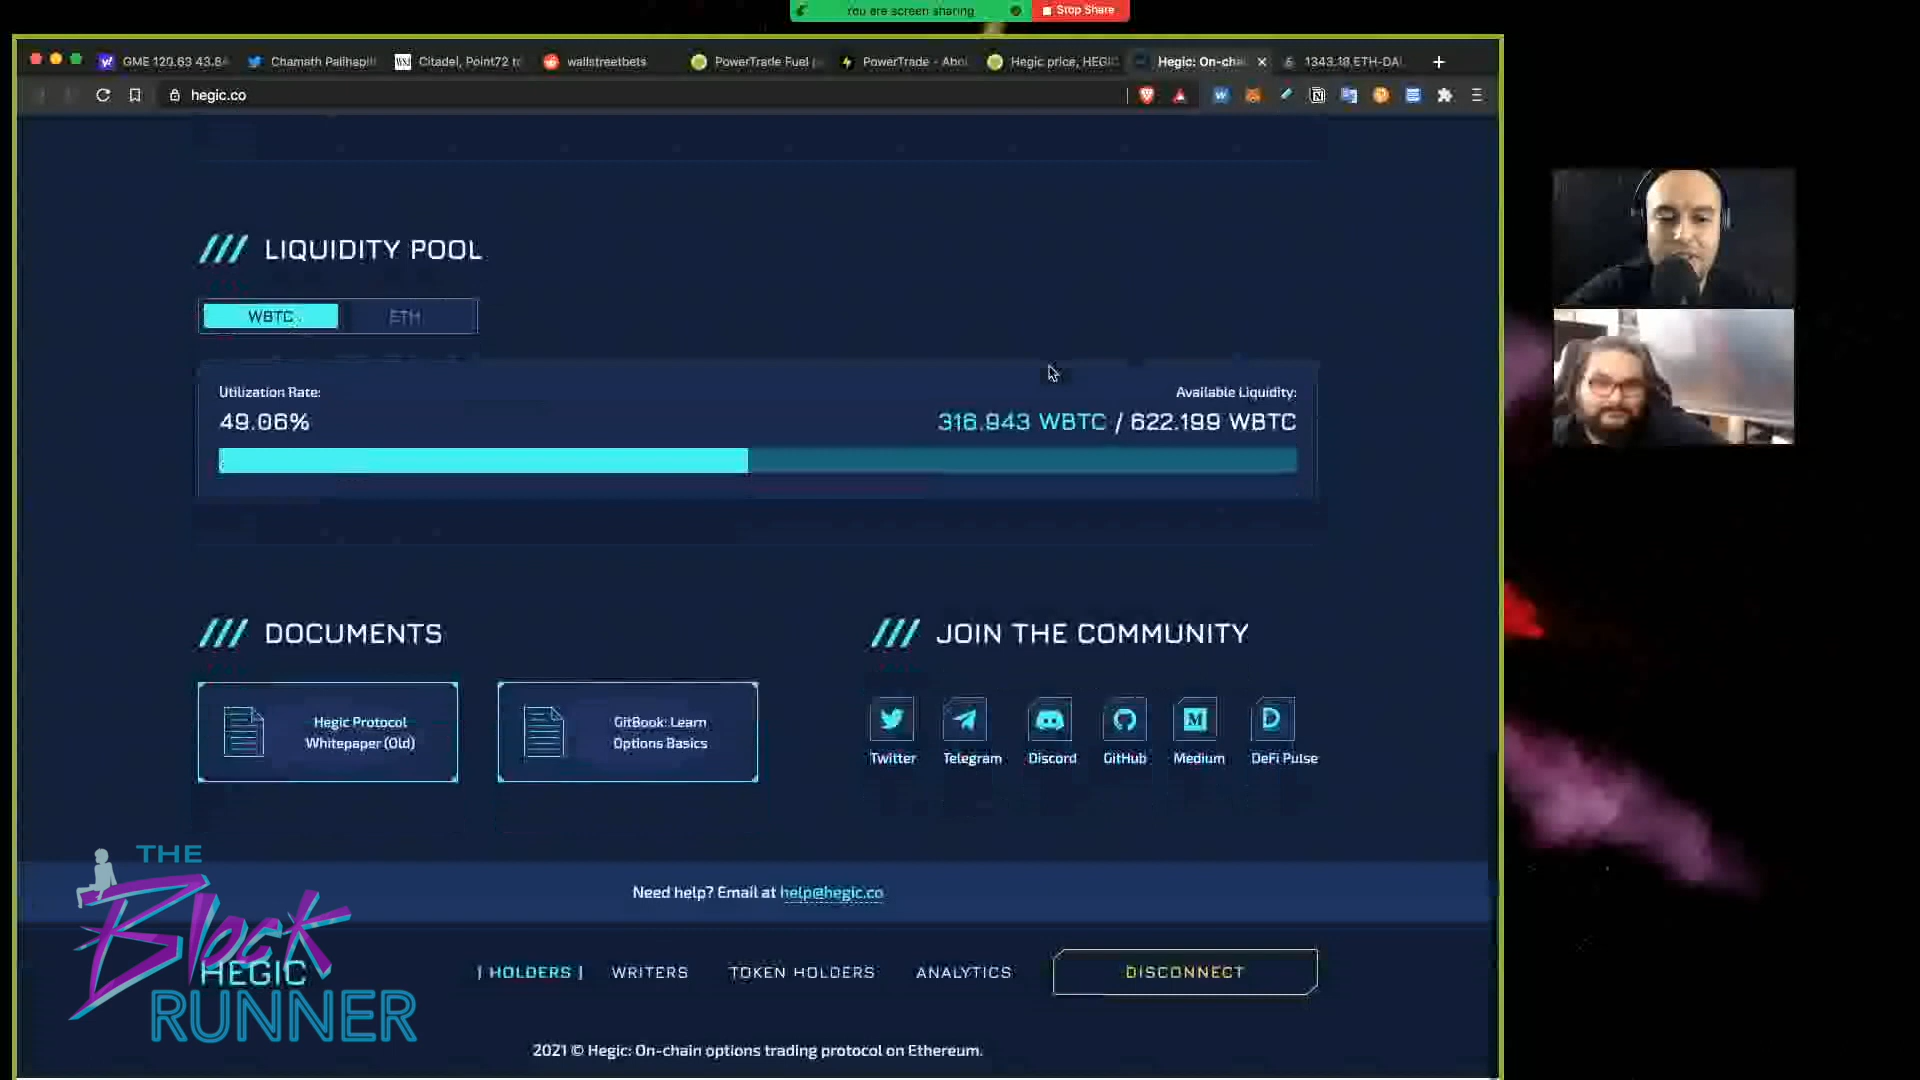 You are screen sharing
Stop Share
GME 120.63 43.8
Chamath Palihapit
WSJ
Citadel, Point72 to
wallstreetbets
PowerTrade Fuel
PowerTrade - Abo
Hegic price, HEGIC
Hegic: On-cha
1343.18 ETH-DAI
hegic.co
LIQUIDITY POOL
WBTC
ETH
Utilization Rate:
49.06%
Available Liquidity:
316.943 WBTC / 622.199 WBTC
DOCUMENTS
Hegic Protocol
Whitepaper (Old)
GitBook: Learn
Options Basics
JOIN THE COMMUNITY
Twitter
Telegram
Discord
GitHub
Medium
DeFi Pulse
Need help? Email at help@hegic.co
HEGIC
| HOLDERS |
WRITERS
TOKEN HOLDERS
ANALYTICS
DISCONNECT
2021 © Hegic: On-chain options trading protocol on Ethereum.
THE
Block
RUNNER